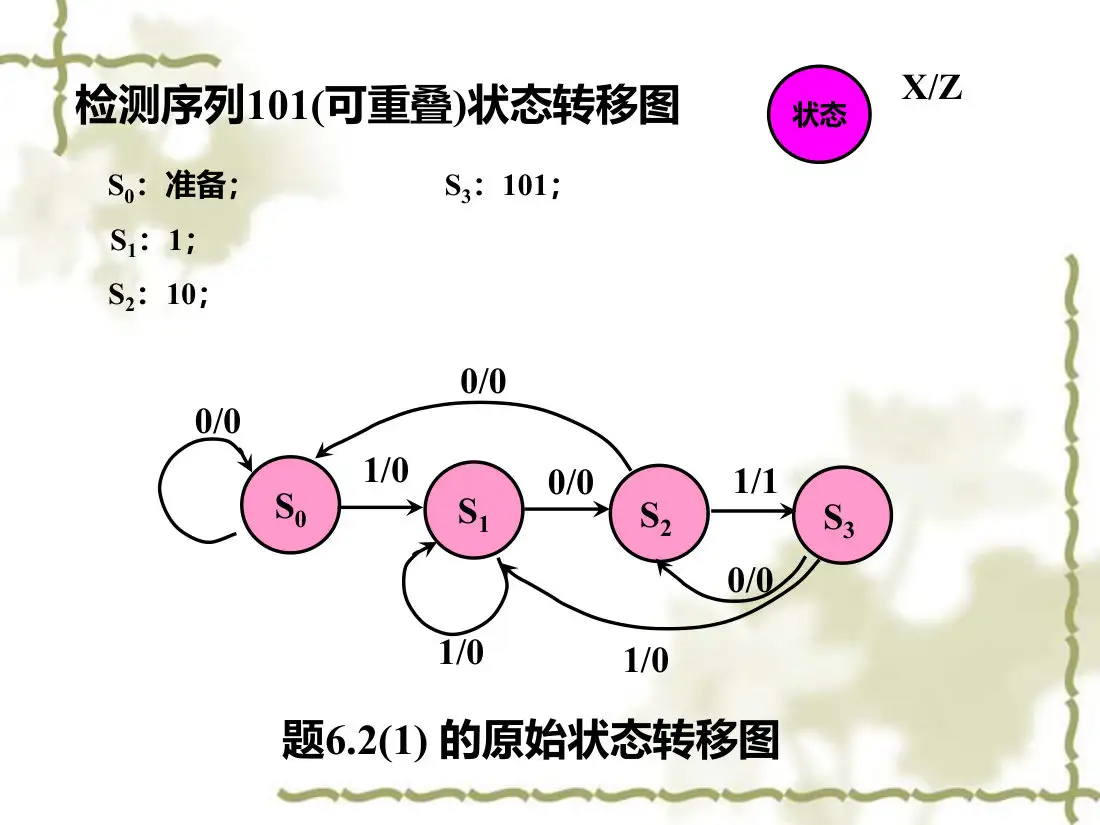 检测序列101(可重叠)状态转移图
状态
X/Z
S₀：准备；
S₃：101；
S₁：1；
S₂：10；
0/0
0/0
1/0
0/0
1/1
S₀
S₁
S₂
S₃
0/0
1/0
1/0
题6.2(1) 的原始状态转移图